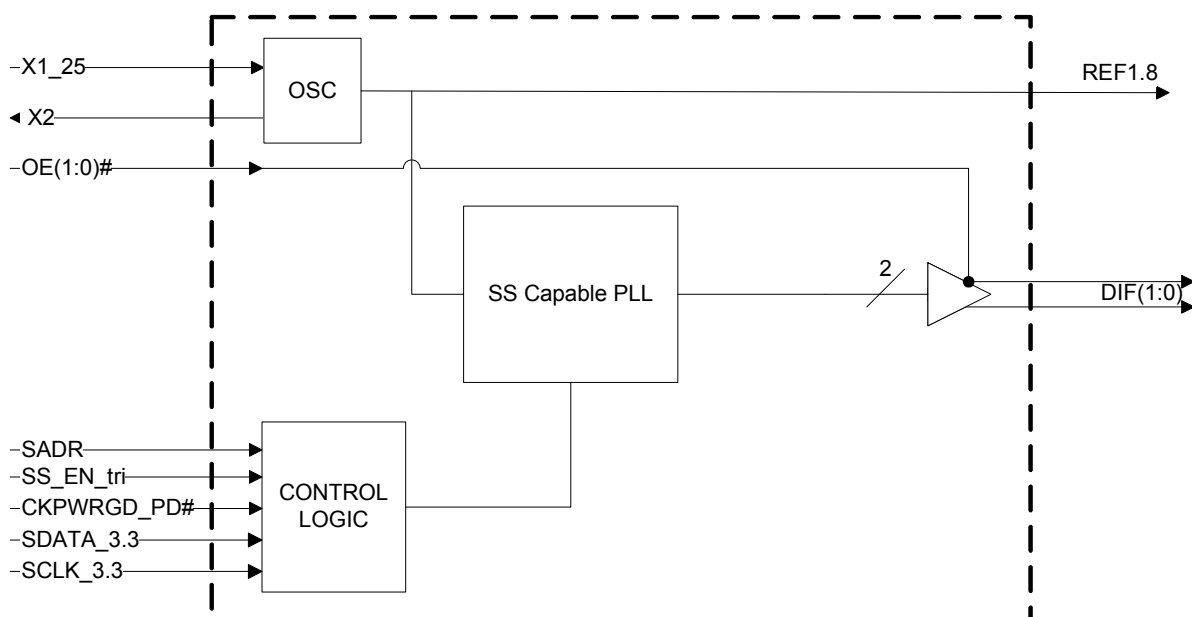 X1_25
OSC
REF1.8
X2
OE(1:0)#
SS Capable PLL
2
DIF(1:0)
SADR
SS_EN_tri
CKPWRGD_PD#
SDATA_3.3
SCLK_3.3
CONTROL
LOGIC